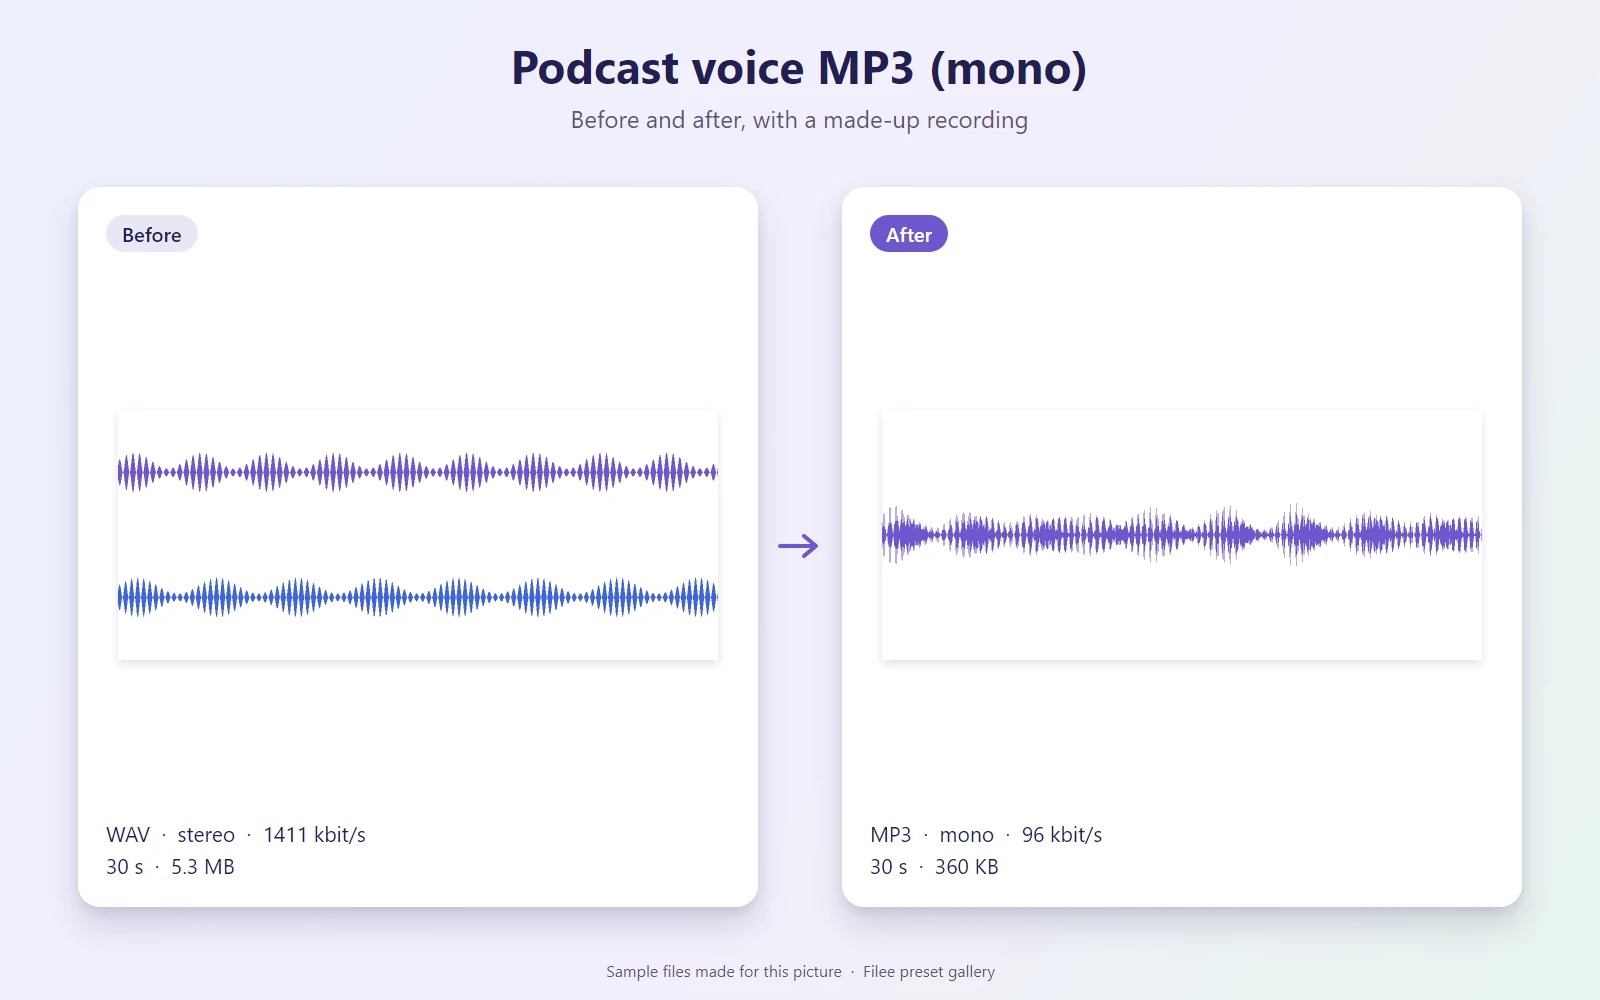 Podcast voice MP3 (mono)
Before and after, with a made-up recording
Before
WAV · stereo · 1411 kbit/s
30 s · 5.3 MB
After
MP3 · mono · 96 kbit/s
30 s · 360 KB
Sample files made for this picture · Filee preset gallery